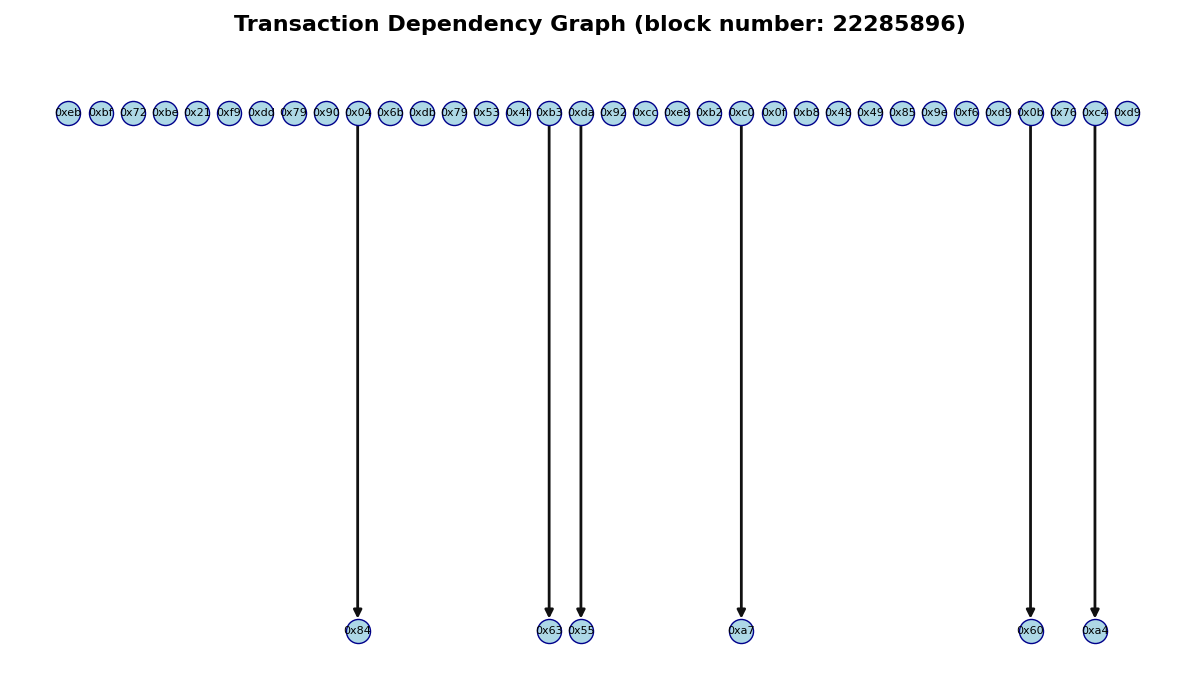 Transaction Dependency Graph (block number: 22285896)
0xeb 0xbf 0x72 0xbe 0x21 0xf9 0xdd 0x79 0x90 0x04 0x6b 0xdb 0x79 0x53 0x4f 0xb3 0xda 0x92 0xcc 0xe8 0xb2 0xc0 0x0f 0xb8 0x48 0x49 0x85 0x9e 0xf6 0xd9 0x0b 0x76 0xc4 0xd9
0x84 0x63 0x55 0xa7 0x60 0xa4